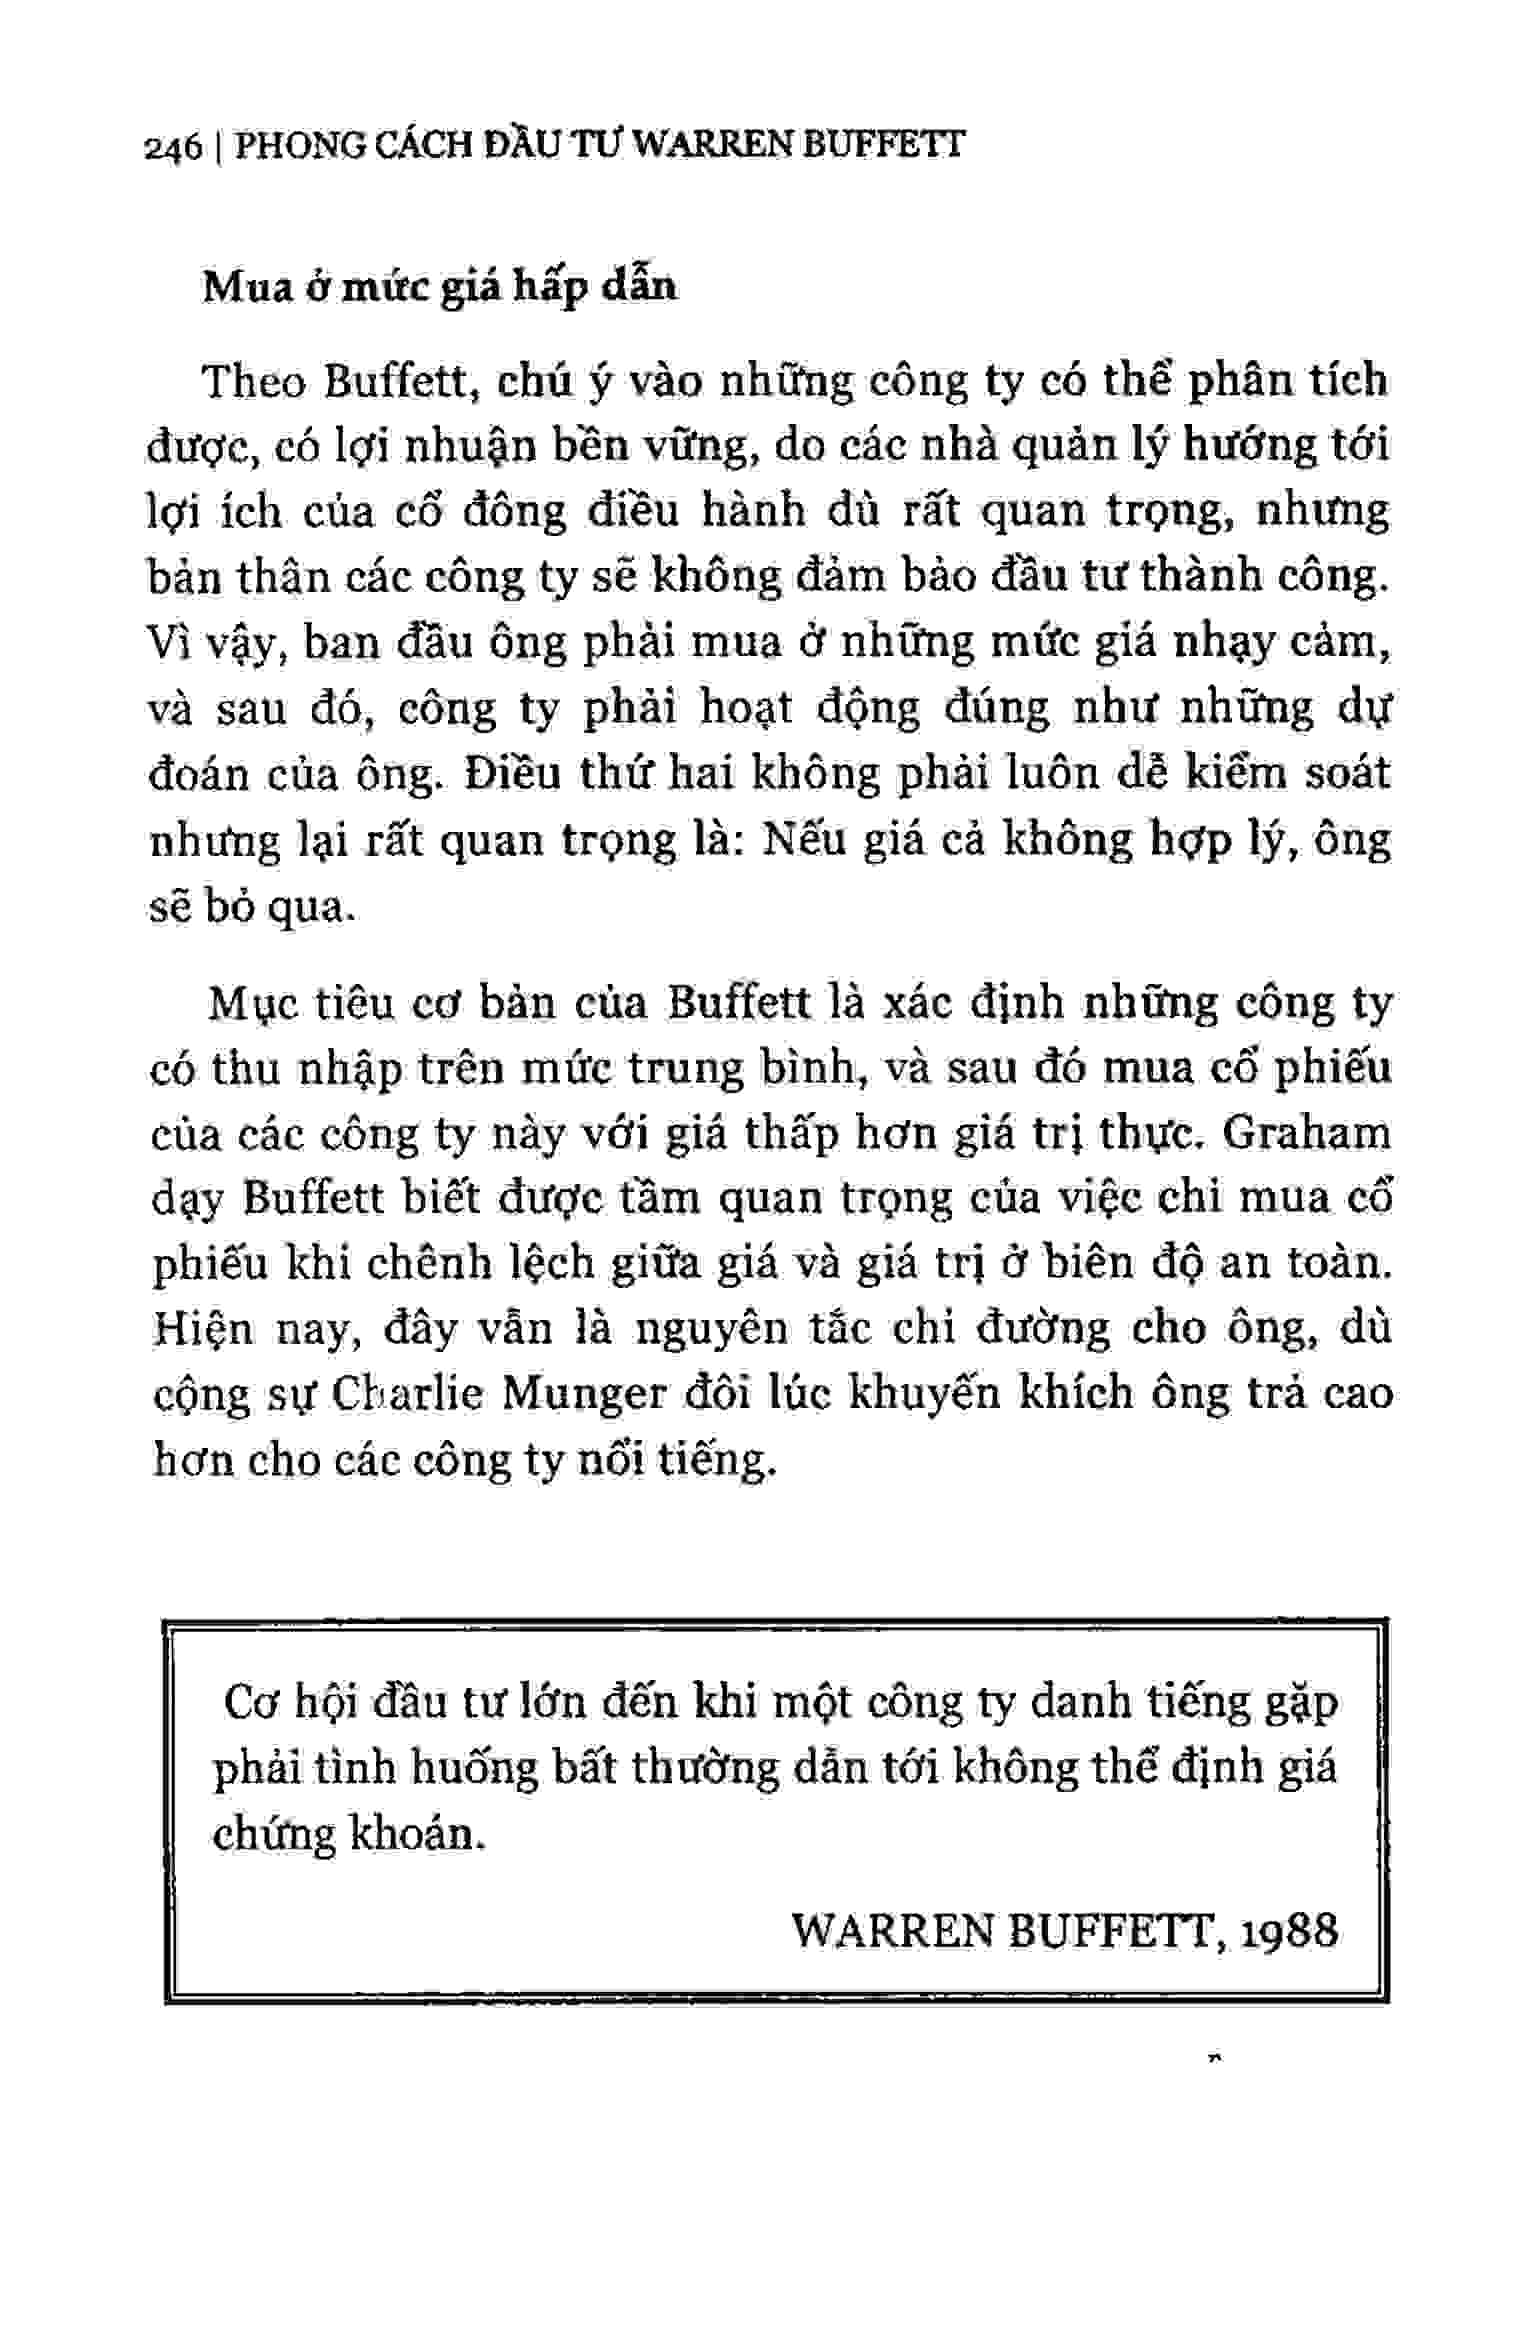 246 | PHONG CÁCH ĐẦU TƯ WARREN BUFFETT
Mua ở mức giá hấp dẫn
Theo Buffett, chú ý vào những công ty có thể phân tích
được, có lợi nhuận bền vững, do các nhà quản lý hướng tới
lợi ích của cổ đông điều hành dù rất quan trọng, nhưng
bản thân các công ty sẽ không đảm bảo đầu tư thành công.
Vì vậy, ban đầu ông phải mua ở những mức giá nhạy cảm,
và sau đó, công ty phải hoạt động đúng như những dự
đoán của ông. Điều thứ hai không phải luôn dễ kiểm soát
nhưng lại rất quan trọng là: Nếu giá cả không hợp lý, ông
sẽ bỏ qua.
Mục tiêu cơ bản của Buffett là xác định những công ty
có thu nhập trên mức trung bình, và sau đó mua cổ phiếu
của các công ty này với giá thấp hơn giá trị thực. Graham
dạy Buffett biết được tầm quan trọng của việc chi mua cổ
phiếu khi chênh lệch giữa giá và giá trị ở biên độ an toàn.
Hiện nay, đây vẫn là nguyên tắc chỉ đường cho ông, dù
cộng sự Charlie Munger đôi lúc khuyến khích ông trả cao
hơn cho các công ty nổi tiếng.
Cơ hội đầu tư lớn đến khi một công ty danh tiếng gặp
phải tình huống bất thường dẫn tới không thể định giá
chứng khoán.
WARREN BUFFETT, 1988